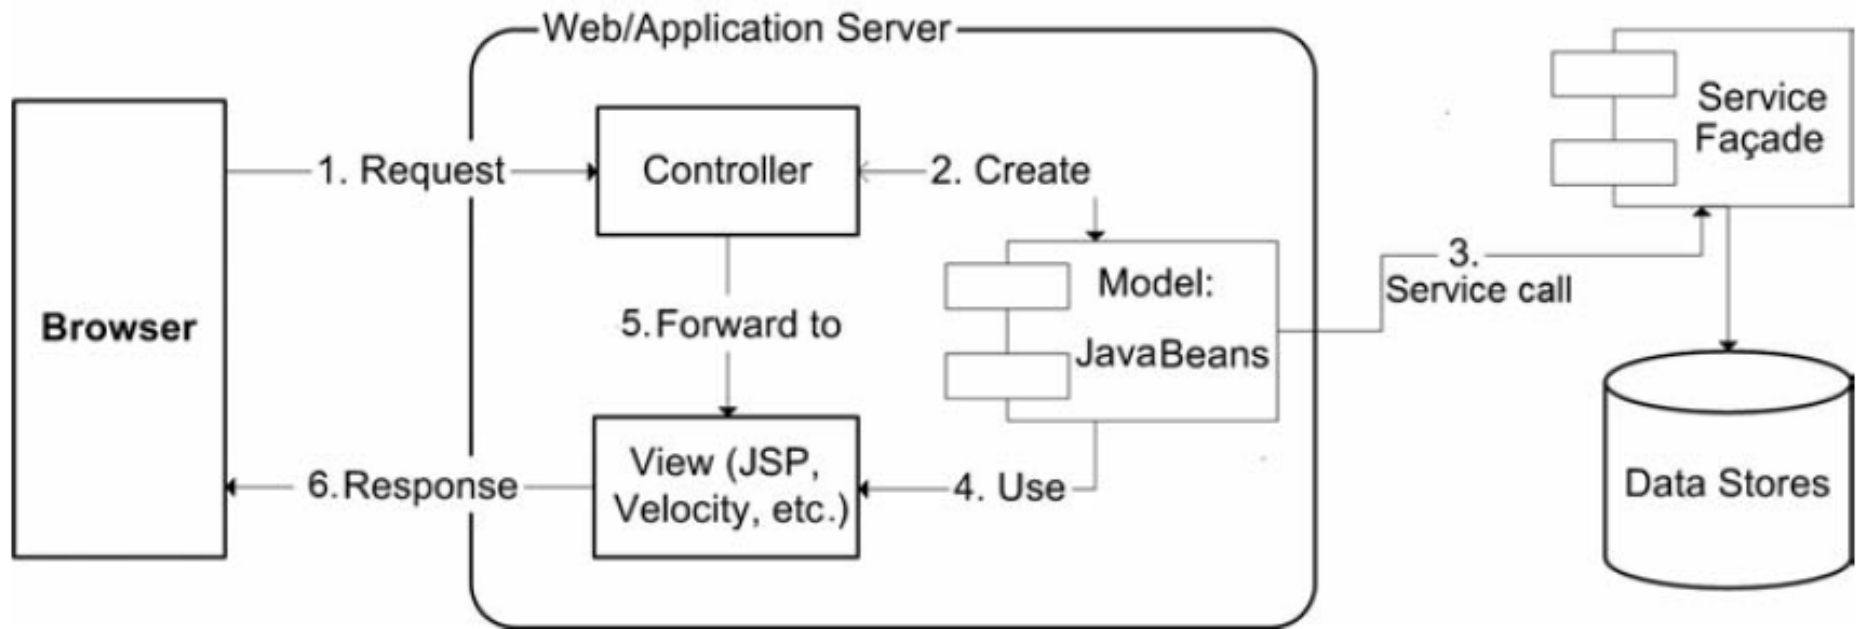 Web/Application Server
Service
Façade
1. Request
Controller
2. Create
3.
Service call
Model:
JavaBeans
Browser
5.Forward to
View (JSP,
Velocity, etc.)
4. Use
6.Response
Data Stores